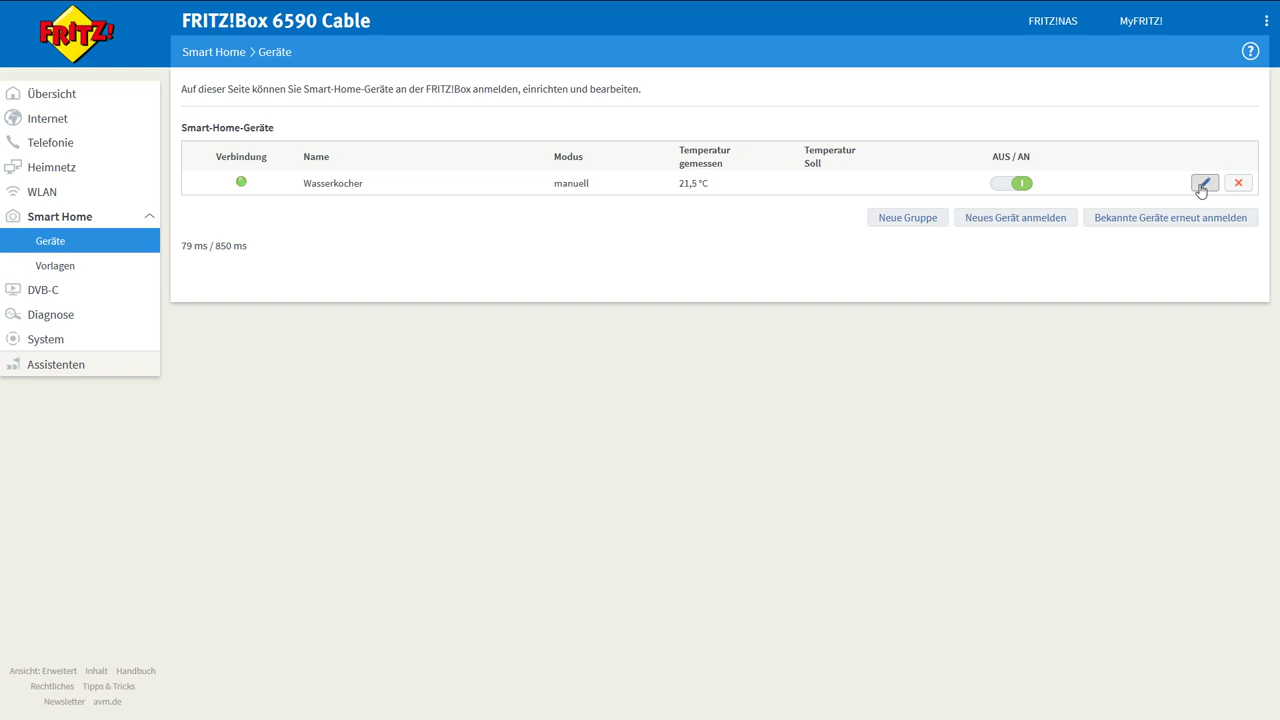 FRITZ!
FRITZ!Box 6590 Cable
FRITZ!NAS
MyFRITZ!
Smart Home > Geräte
?
Übersicht
Internet
Telefonie
Heimnetz
WLAN
Smart Home
Geräte
Vorlagen
DVB-C
Diagnose
System
Assistenten
Auf dieser Seite können Sie Smart-Home-Geräte an der FRITZ!Box anmelden, einrichten und bearbeiten.
Smart-Home-Geräte
Verbindung Name Modus Temperatur gemessen Temperatur Soll AUS / AN
Wasserkocher manuell 21,5 °C I
Neue Gruppe Neues Gerät anmelden Bekannte Geräte erneut anmelden
79 ms / 850 ms
Ansicht: Erweitert Inhalt Handbuch
Rechtliches Tipps & Tricks
Newsletter avm.de